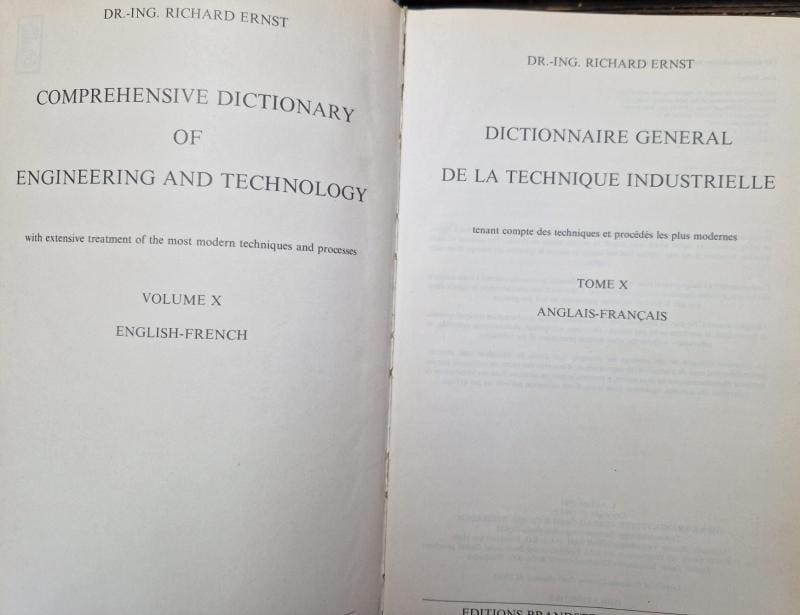 DR.-ING. RICHARD ERNST
COMPREHENSIVE DICTIONARY
OF
ENGINEERING AND TECHNOLOGY
with extensive treatment of the most modern techniques and processes
VOLUME X
ENGLISH-FRENCH
DR.-ING. RICHARD ERNST
DICTIONNAIRE GENERAL
DE LA TECHNIQUE INDUSTRIELLE
tenant compte des techniques et procédés les plus modernes
TOME X
ANGLAIS-FRANÇAIS
EDITIONS